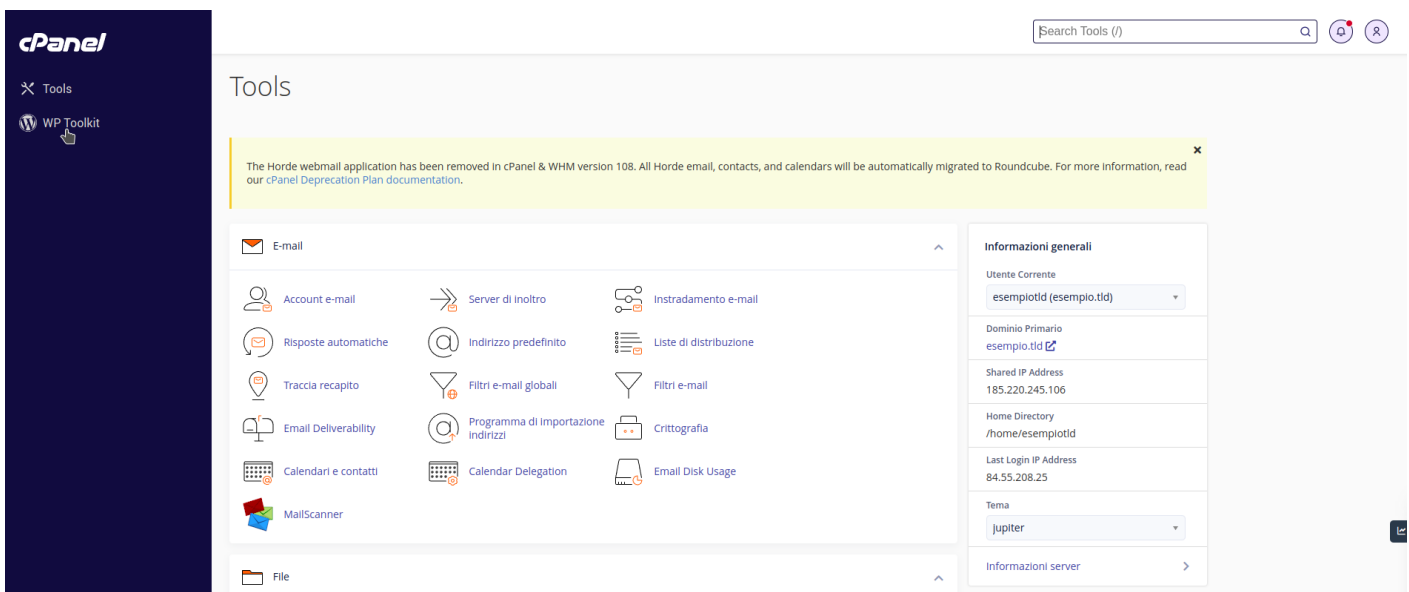 cPanel
Tools
WP Toolkit
Search Tools (/)
Tools
The Horde webmail application has been removed in cPanel & WHM version 108. All Horde email, contacts, and calendars will be automatically migrated to Roundcube. For more information, read
our cPanel Deprecation Plan documentation.
E-mail
Account e-mail
Server di inoltro
Instradamento e-mail
Risposte automatiche
Indirizzo predefinito
Liste di distribuzione
Traccia recapito
Filtri e-mail globali
Filtri e-mail
Email Deliverability
Programma di importazione
indirizzi
Crittografia
Calendari e contatti
Calendar Delegation
Email Disk Usage
MailScanner
File
Informazioni generali
Utente Corrente
esempiotld (esempio.tld)
Dominio Primario
esempio.tld
Shared IP Address
185.220.245.106
Home Directory
/home/esempiotld
Last Login IP Address
84.55.208.25
Tema
jupiter
Informazioni server